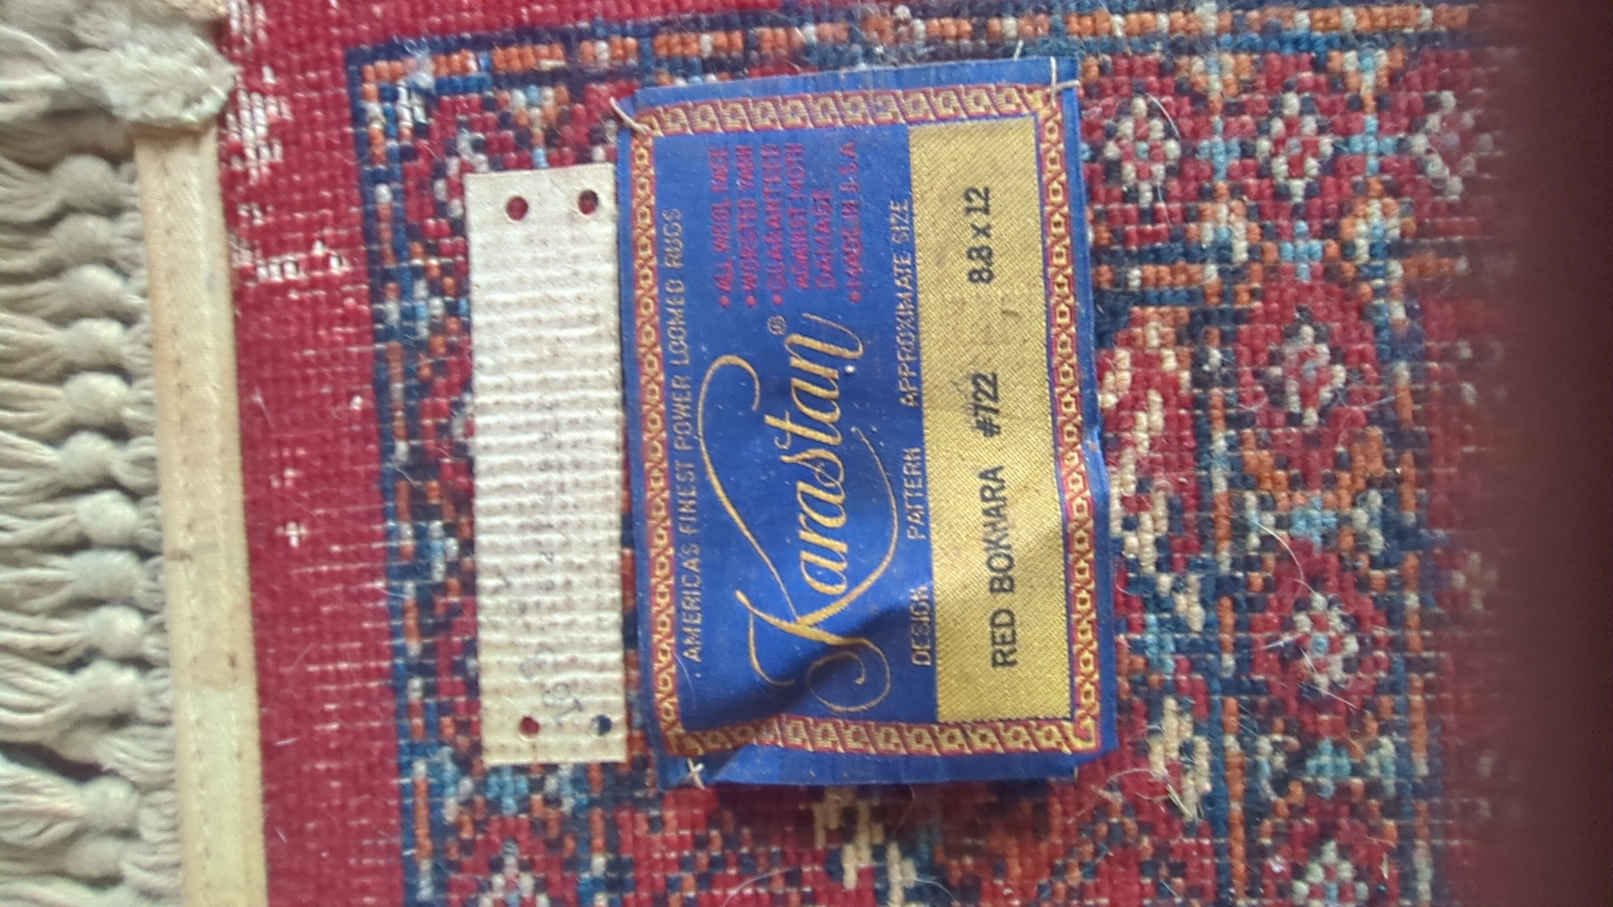 AMERICA'S FINEST POWER LOOMED RUGS
Karastan®
• ALL WOOL FACE
• WORSTED YARN
• GUARANTEED
AGAINST MOTH
DAMAGE
• MADE IN U.S.A
DESIGN PATTERN APPROXIMATE SIZE
RED BOKHARA #722 8.8 x 12